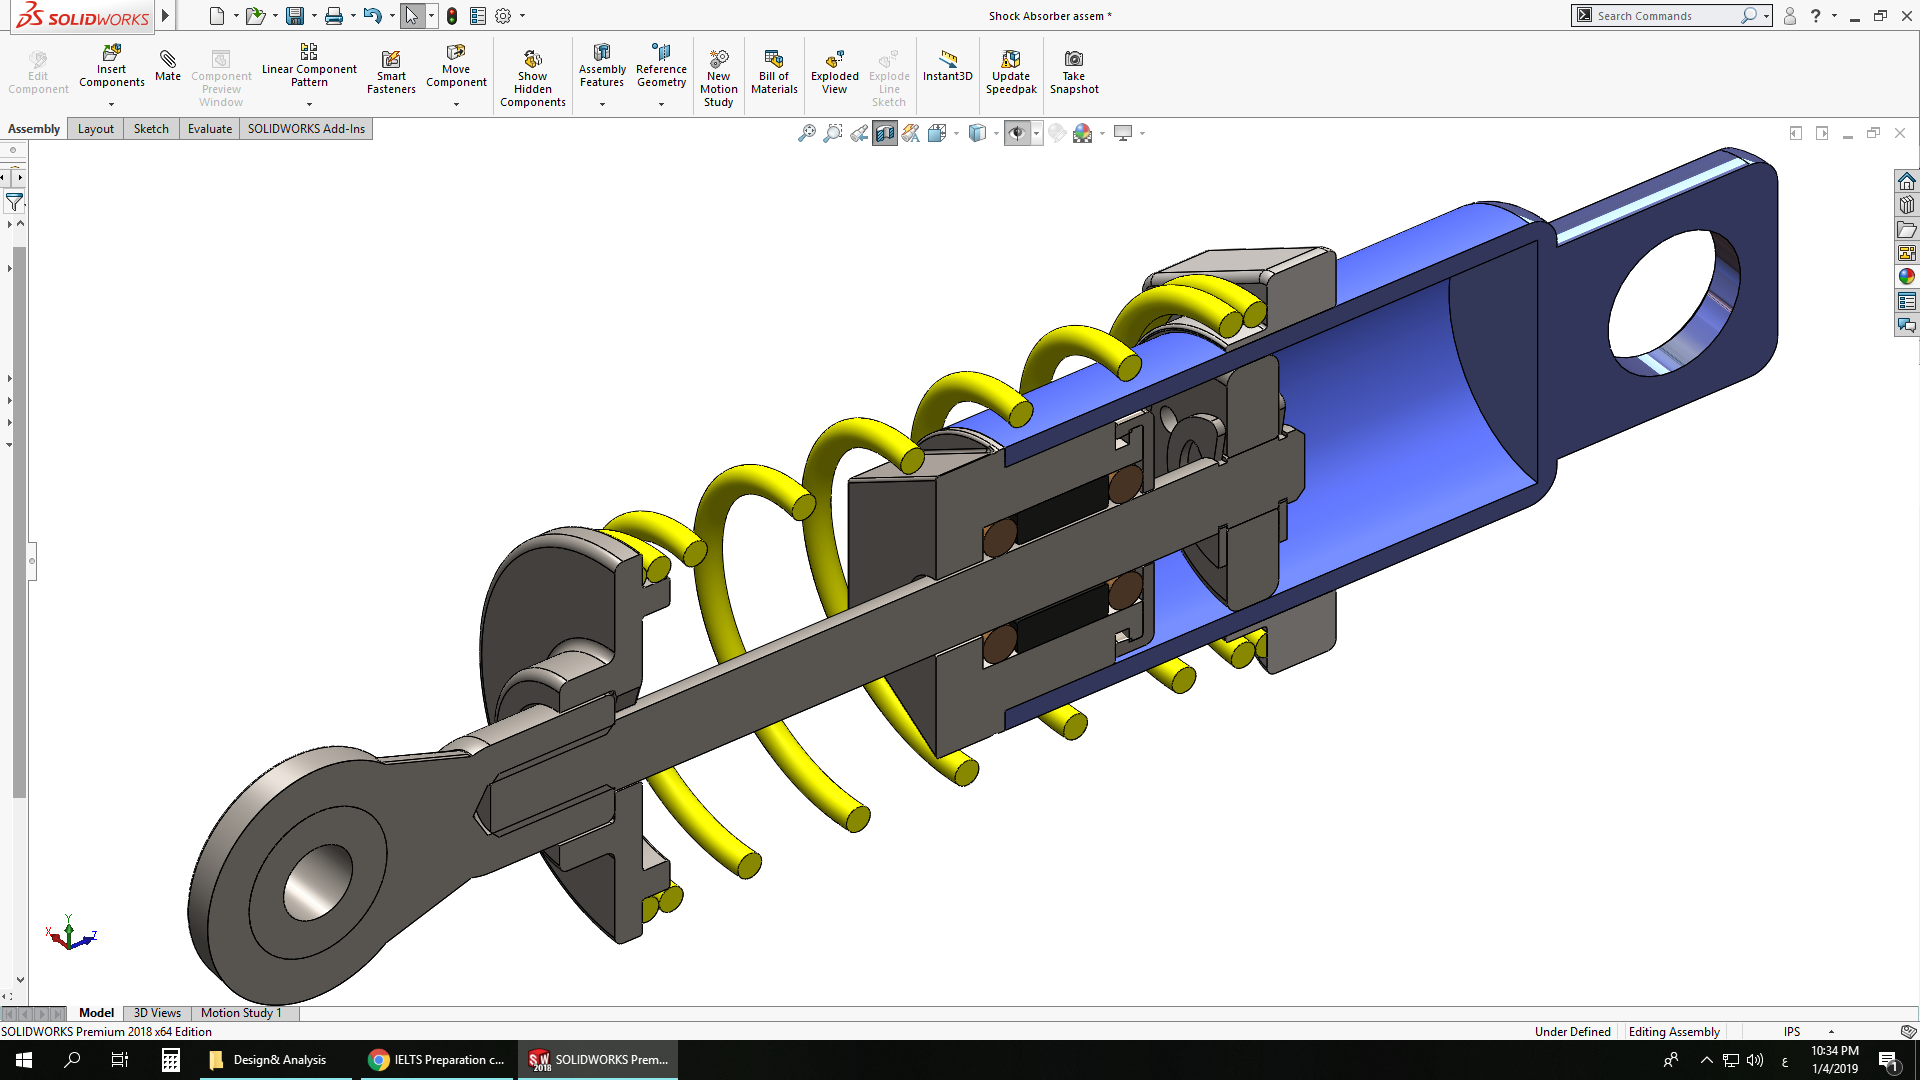 SOLIDWORKS
Shock Absorber assem *
Search Commands
?
Edit Component
Insert Components
Mate
Component Preview Window
Linear Component Pattern
Smart Fasteners
Move Component
Show Hidden Components
Assembly Features
Reference Geometry
New Motion Study
Bill of Materials
Exploded View
Explode Line Sketch
Instant3D
Update Speedpak
Take Snapshot
Assembly
Layout
Sketch
Evaluate
SOLIDWORKS Add-Ins
Y
X
Z
Model
3D Views
Motion Study 1
SOLIDWORKS Premium 2018 x64 Edition
Under Defined
Editing Assembly
IPS
Design& Analysis
IELTS Preparation c...
SW 2018
SOLIDWORKS Prem...
ع
10:34 PM
1/4/2019
1